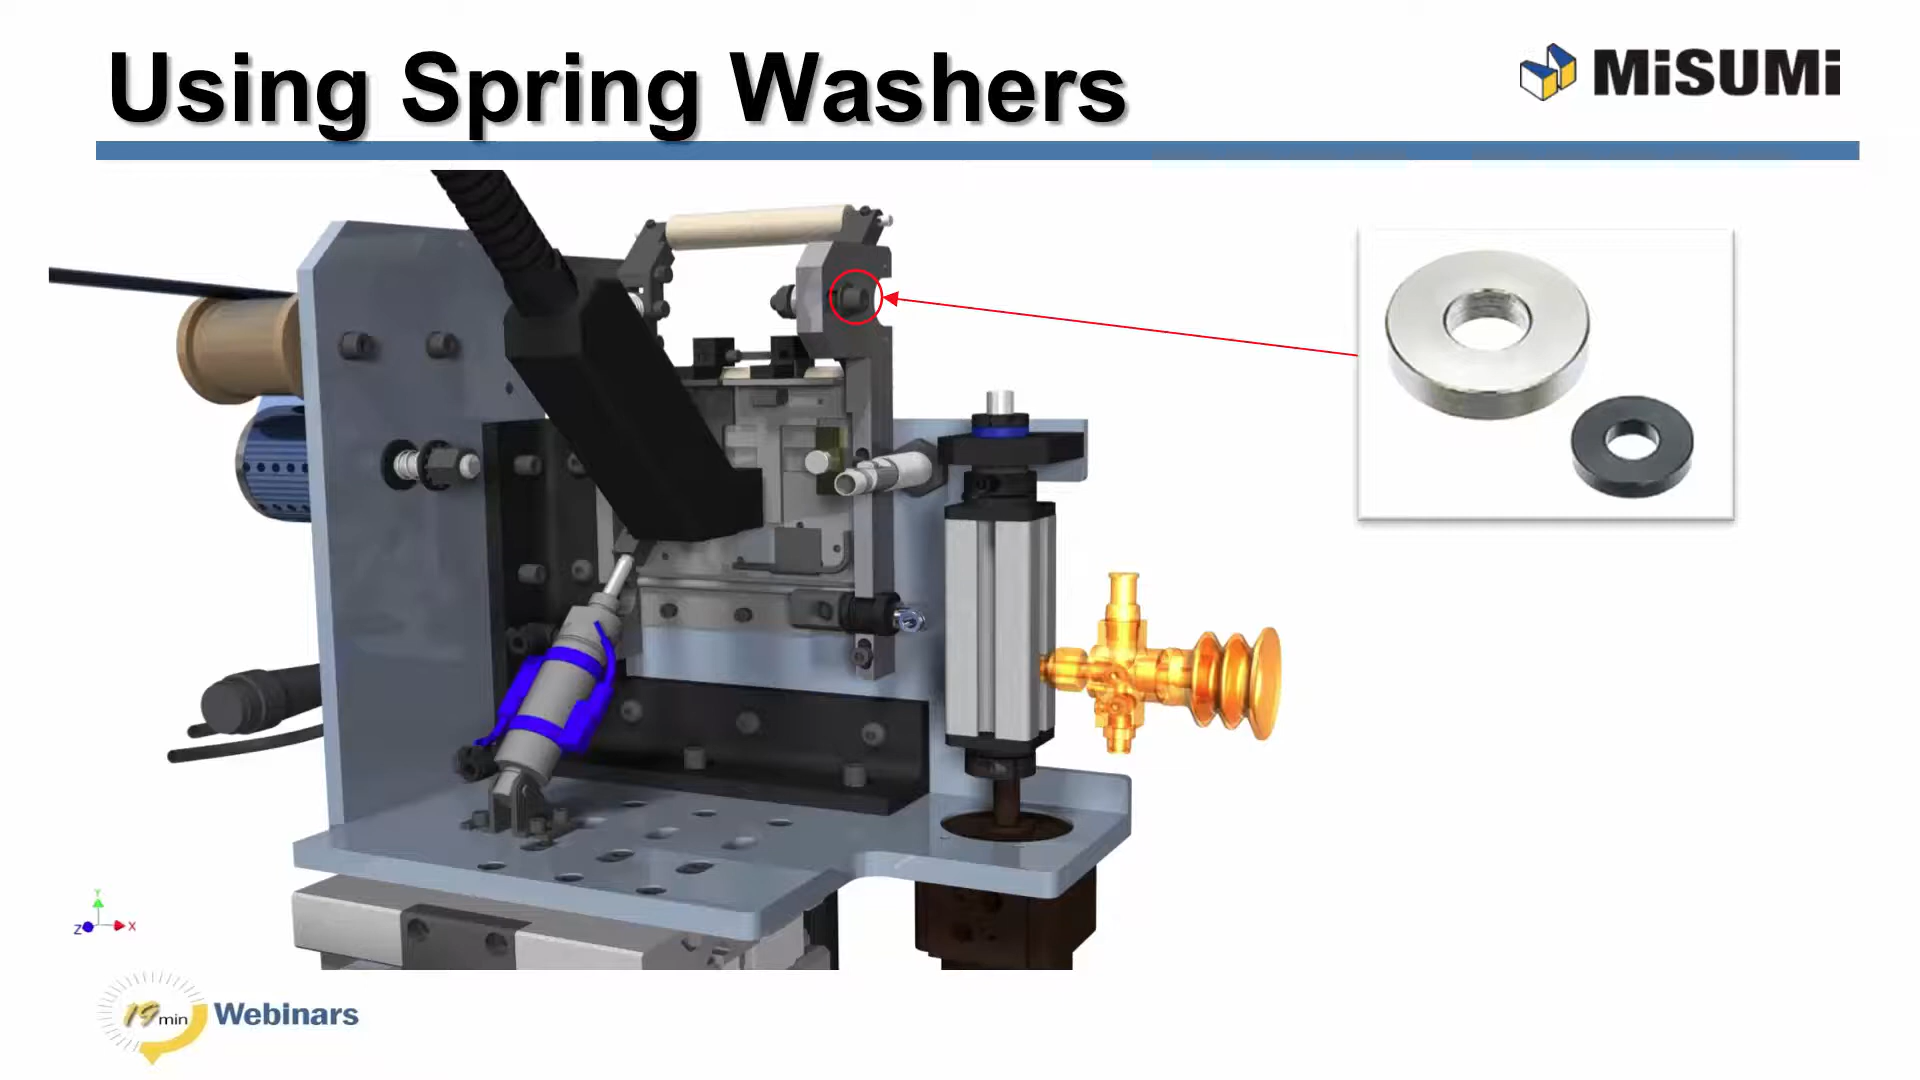 Using Spring Washers
MiSUMi
Y
Z X
19 min Webinars